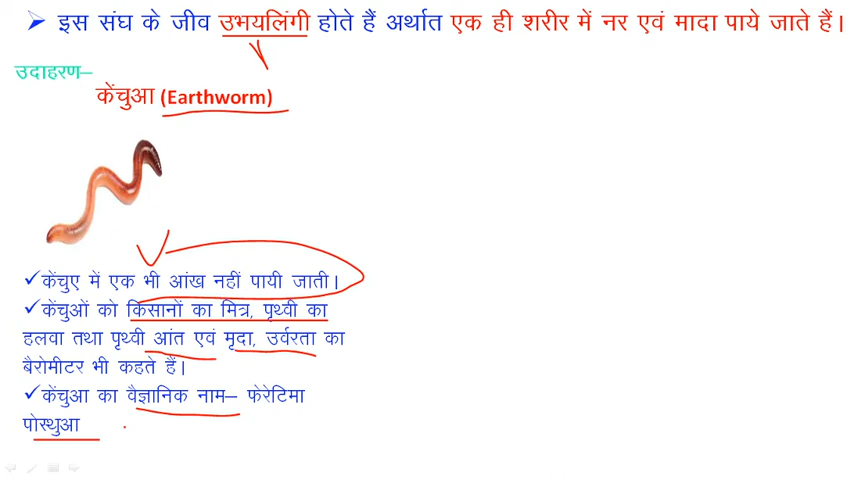 ➢ इस संघ के जीव उभयलिंगी होते हैं अर्थात एक ही शरीर में नर एवं मादा पाये जाते हैं।
उदाहरण–
केंचुआ (Earthworm)
✓केंचुए में एक भी आंख नहीं पायी जाती।
✓केंचुओं को किसानों का मित्र, पृथ्वी का
हलवा तथा पृथ्वी आंत एवं मृदा, उर्वरता का
बैरोमीटर भी कहते हैं।
✓केंचुआ का वैज्ञानिक नाम– फेरेटिमा
पोस्थुआ